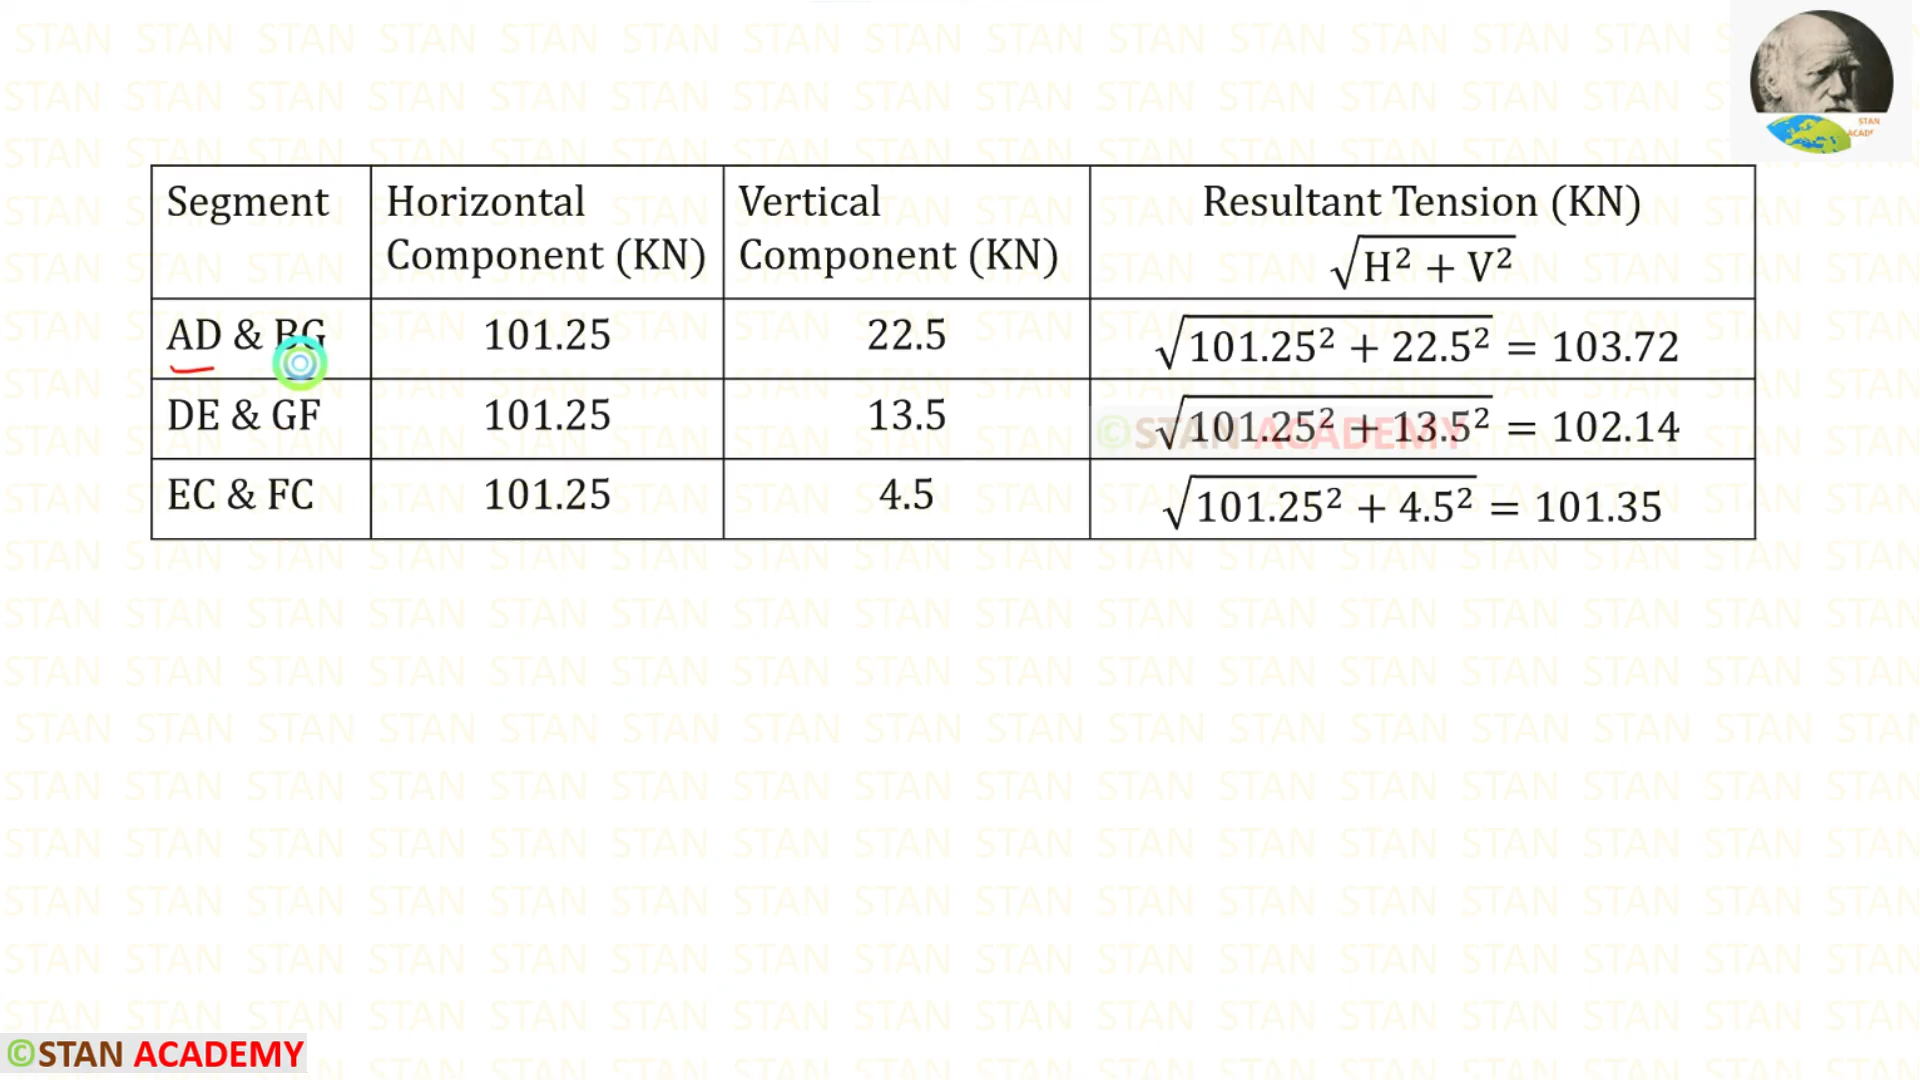 Segment Horizontal Component (KN) Vertical Component (KN) Resultant Tension (KN) √H² + V²
AD & BG 101.25 22.5 √101.25² + 22.5² = 103.72
DE & GF 101.25 13.5 √101.25² + 13.5² = 102.14
EC & FC 101.25 4.5 √101.25² + 4.5² = 101.35
©STAN ACADEMY
©STAN ACADEMY